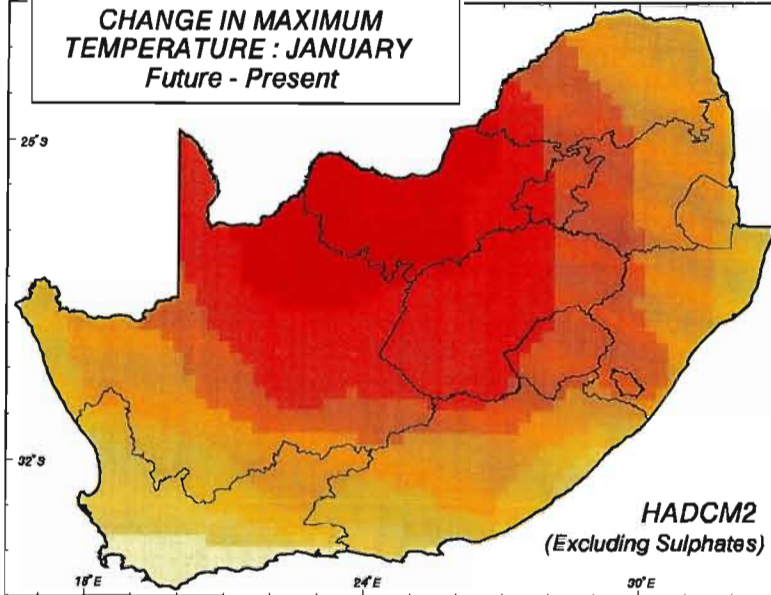 CHANGE IN MAXIMUM
TEMPERATURE : JANUARY
Future - Present
25°S
32°S
HADCM2
(Excluding Sulphates)
18°E
24°E
30°E